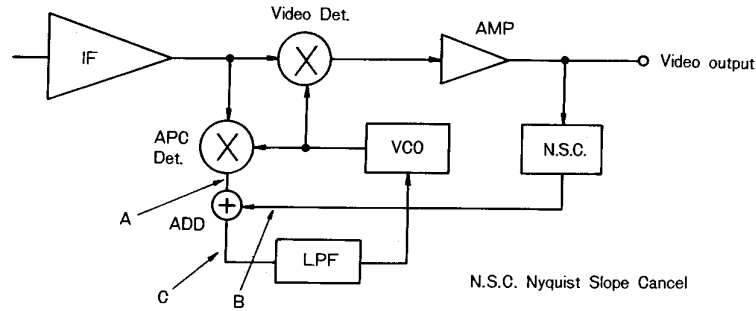 Video Det.
AMP
IF
X
Video output
APC
Det.
X
VCO
N.S.C.
A
+
ADD
LPF
C
B
N.S.C. Nyquist Slope Cancel